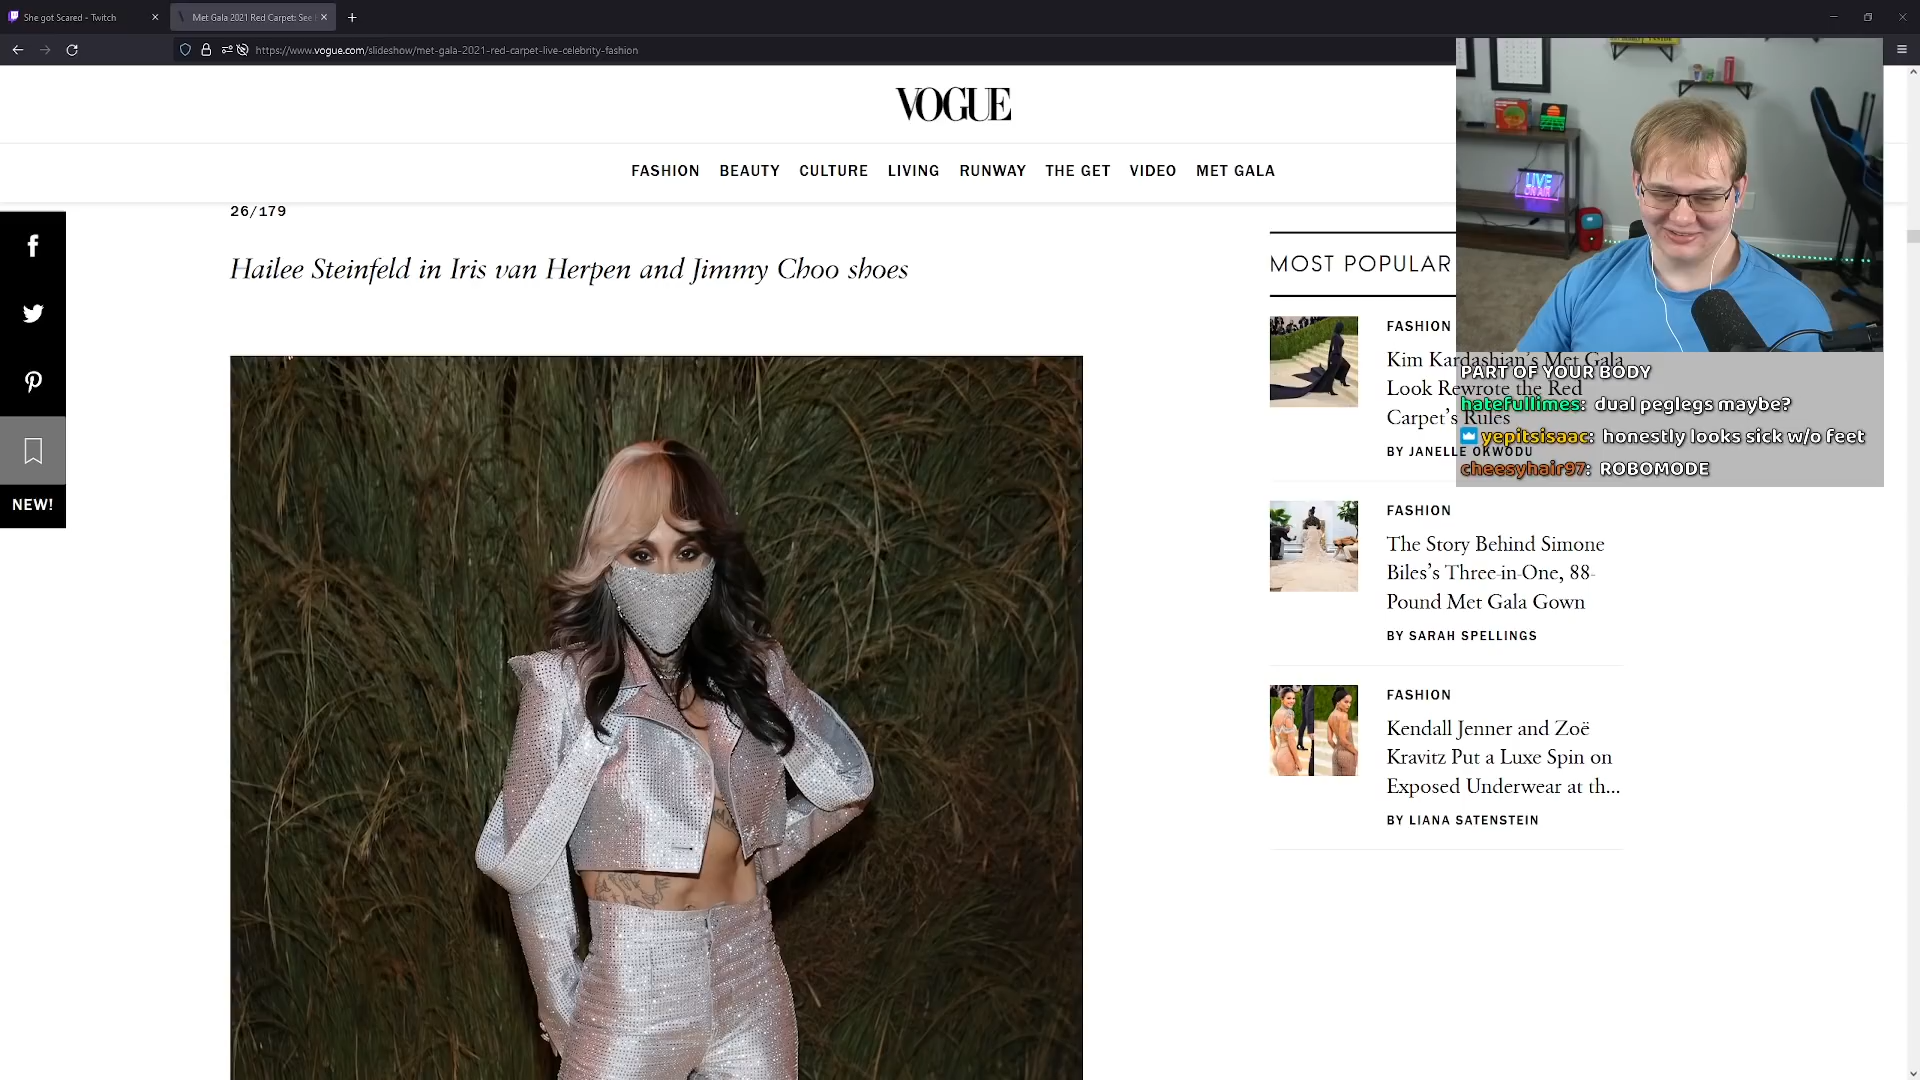 She got Scared - Twitch
Met Gala 2021 Red Carpet: See
https://www.vogue.com/slideshow/met-gala-2021-red-carpet-live-celebrity-fashion
VOGUE
FASHION BEAUTY CULTURE LIVING RUNWAY THE GET VIDEO MET GALA
26/179
Hailee Steinfeld in Iris van Herpen and Jimmy Choo shoes
NEW!
MOST POPULAR
FASHION
Kim Kardashian's Met Gala
Look Rewrote the Red
Carpet's Rules
BY JANELLE OKWODU
FASHION
The Story Behind Simone
Biles's Three-in-One, 88-
Pound Met Gala Gown
BY SARAH SPELLINGS
FASHION
Kendall Jenner and Zoë
Kravitz Put a Luxe Spin on
Exposed Underwear at th...
BY LIANA SATENSTEIN
LIVE
ON AIR
PART OF YOUR BODY
hatefullimes: dual peglegs maybe?
yepitsisaac: honestly looks sick w/o feet
cheesyhair97: ROBOMODE